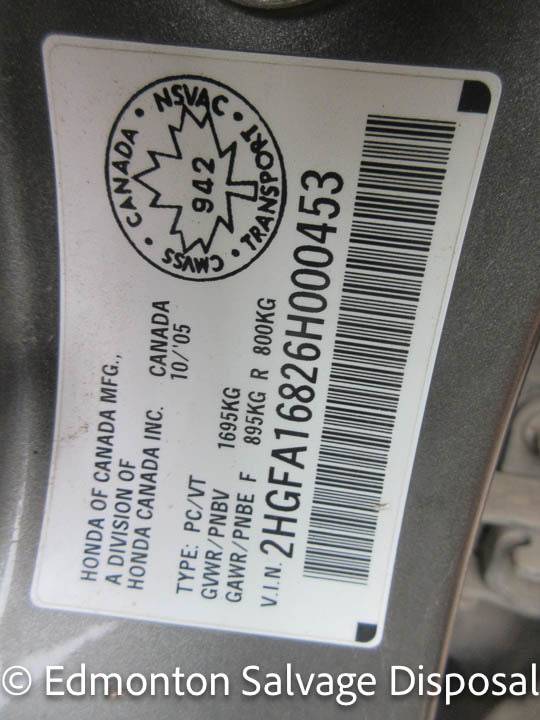 HONDA OF CANADA MFG.,
A DIVISION OF
HONDA CANADA INC. CANADA
10/'05
TYPE: PC/VT
GVWR/PNBV 1695KG
GAWR/PNBE F 895KG R 800KG
V.I.N. 2HGFA16826H000453
CANADA • NSVAC •
942
CMVSS • TRANSPORT •
© Edmonton Salvage Disposal